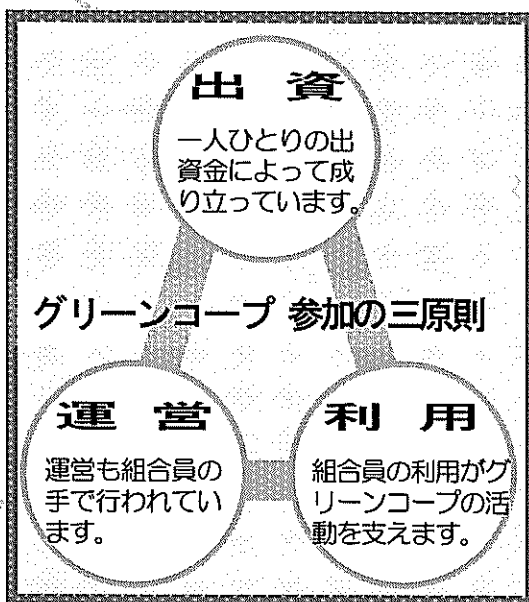 出資
一人ひとりの出
資金によって成
り立っています。
グリーンコープ 参加の三原則
運営
運営も組合員の
手で行われてい
ます。
利用
組合員の利用がグ
リーンコープの活
動を支えます。